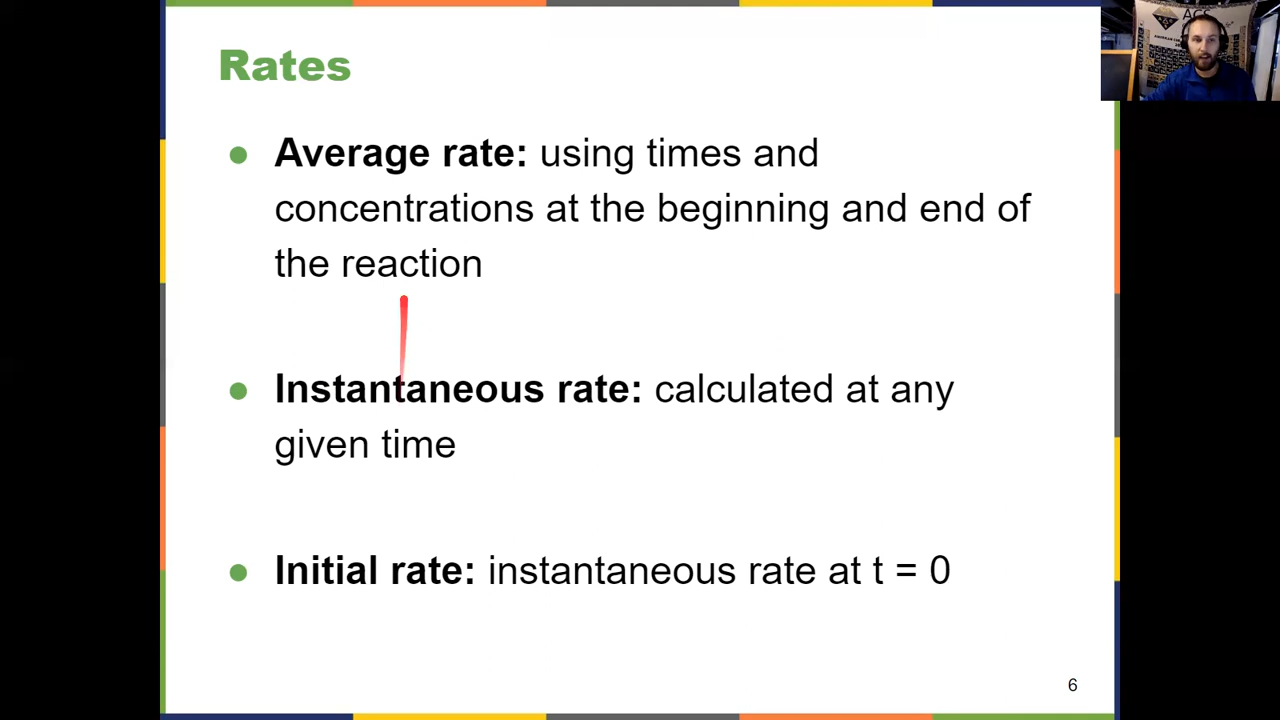 Rates
● Average rate: using times and
concentrations at the beginning and end of
the reaction
● Instantaneous rate: calculated at any
given time
● Initial rate: instantaneous rate at t = 0
6
ACS